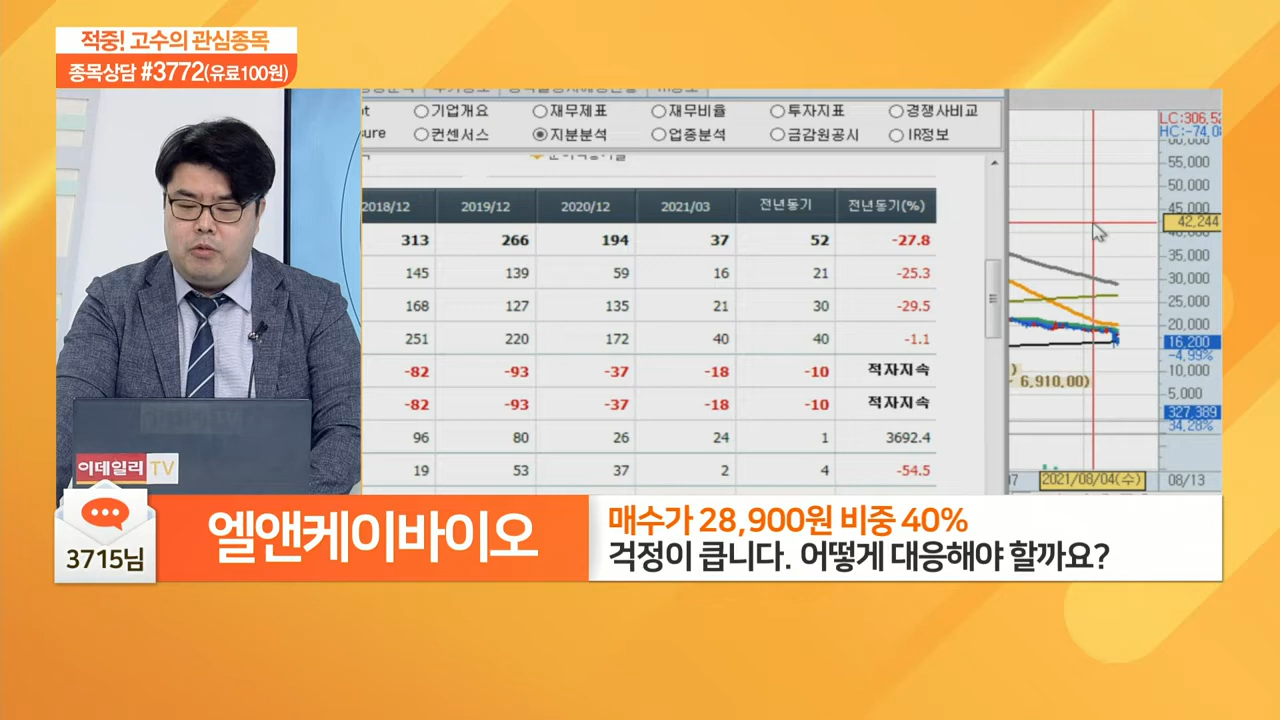 적중! 고수의 관심종목
종목상담 #3772(유료100원)
기업개요 재무제표 재무비율 투자지표 경쟁사비교
컨센서스 지분분석 업종분석 금감원공시 IR정보
2018/12 2019/12 2020/12 2021/03 전년동기 전년동기(%)
313 266 194 37 52 -27.8
145 139 59 16 21 -25.3
168 127 135 21 30 -29.5
251 220 172 40 40 -1.1
-82 -93 -37 -18 -10 적자지속
-82 -93 -37 -18 -10 적자지속
96 80 26 24 1 3692.4
19 53 37 2 4 -54.5
LC:306,52
HC:-74,08
55,000
50,000
45,000
42,244
35,000
30,000
25,000
20,000
16,200
-4,99%
10,000
6,910,00)
5,000
327,389
34,28%
2021/08/04(수) 08/13
이데일리 TV
3715님
엘앤케이바이오
매수가 28,900원 비중 40%
걱정이 큽니다. 어떻게 대응해야 할까요?